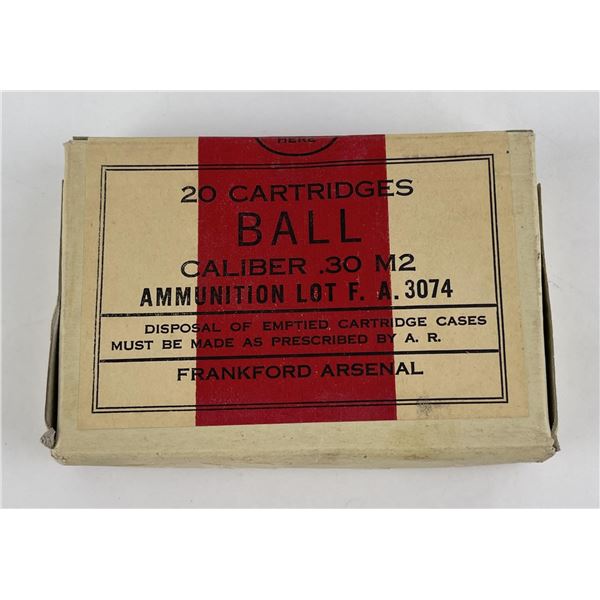 HERE
20 CARTRIDGES
BALL
CALIBER .30 M2
AMMUNITION LOT F. A. 3074
DISPOSAL OF EMPTIED CARTRIDGE CASES
MUST BE MADE AS PRESCRIBED BY A. R.
FRANKFORD ARSENAL